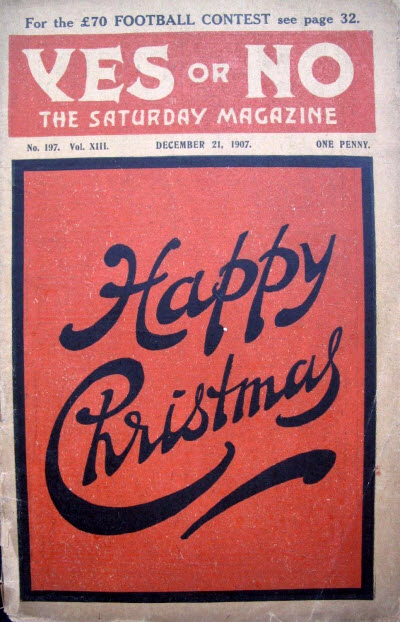 For the £70 FOOTBALL CONTEST see page 32.
YES OR NO
THE SATURDAY MAGAZINE
No. 197. Vol. XIII. DECEMBER 21, 1907. ONE PENNY.
Happy
Christmas